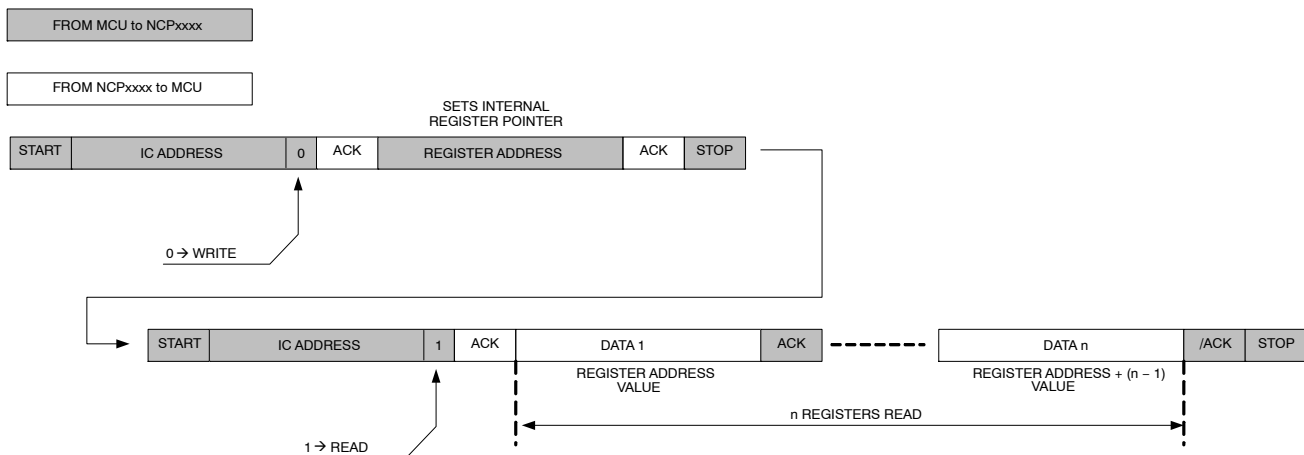 FROM MCU to NCPxxxx
FROM NCPxxxx to MCU
SETS INTERNAL
REGISTER POINTER
START IC ADDRESS 0 ACK REGISTER ADDRESS ACK STOP
0 → WRITE
START IC ADDRESS 1 ACK DATA 1 ACK DATA n /ACK STOP
REGISTER ADDRESS
VALUE
REGISTER ADDRESS + (n − 1)
VALUE
n REGISTERS READ
1 → READ